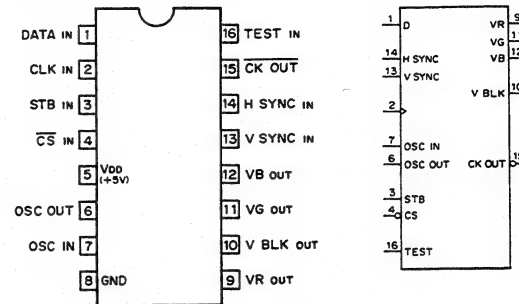 DATA IN 1
CLK IN 2
STB IN 3
CS IN 4
5 VDD (+5V)
OSC OUT 6
OSC IN 7
8 GND
16 TEST IN
15 CK OUT
14 H SYNC IN
13 V SYNC IN
12 VB OUT
11 VG OUT
10 V BLK OUT
9 VR OUT
1 D
14 H SYNC
13 V SYNC
2
7 OSC IN
6 OSC OUT
3 STB
4 CS
16 TEST
VR 9
VG 11
VB 12
V BLK 10
CK OUT 15